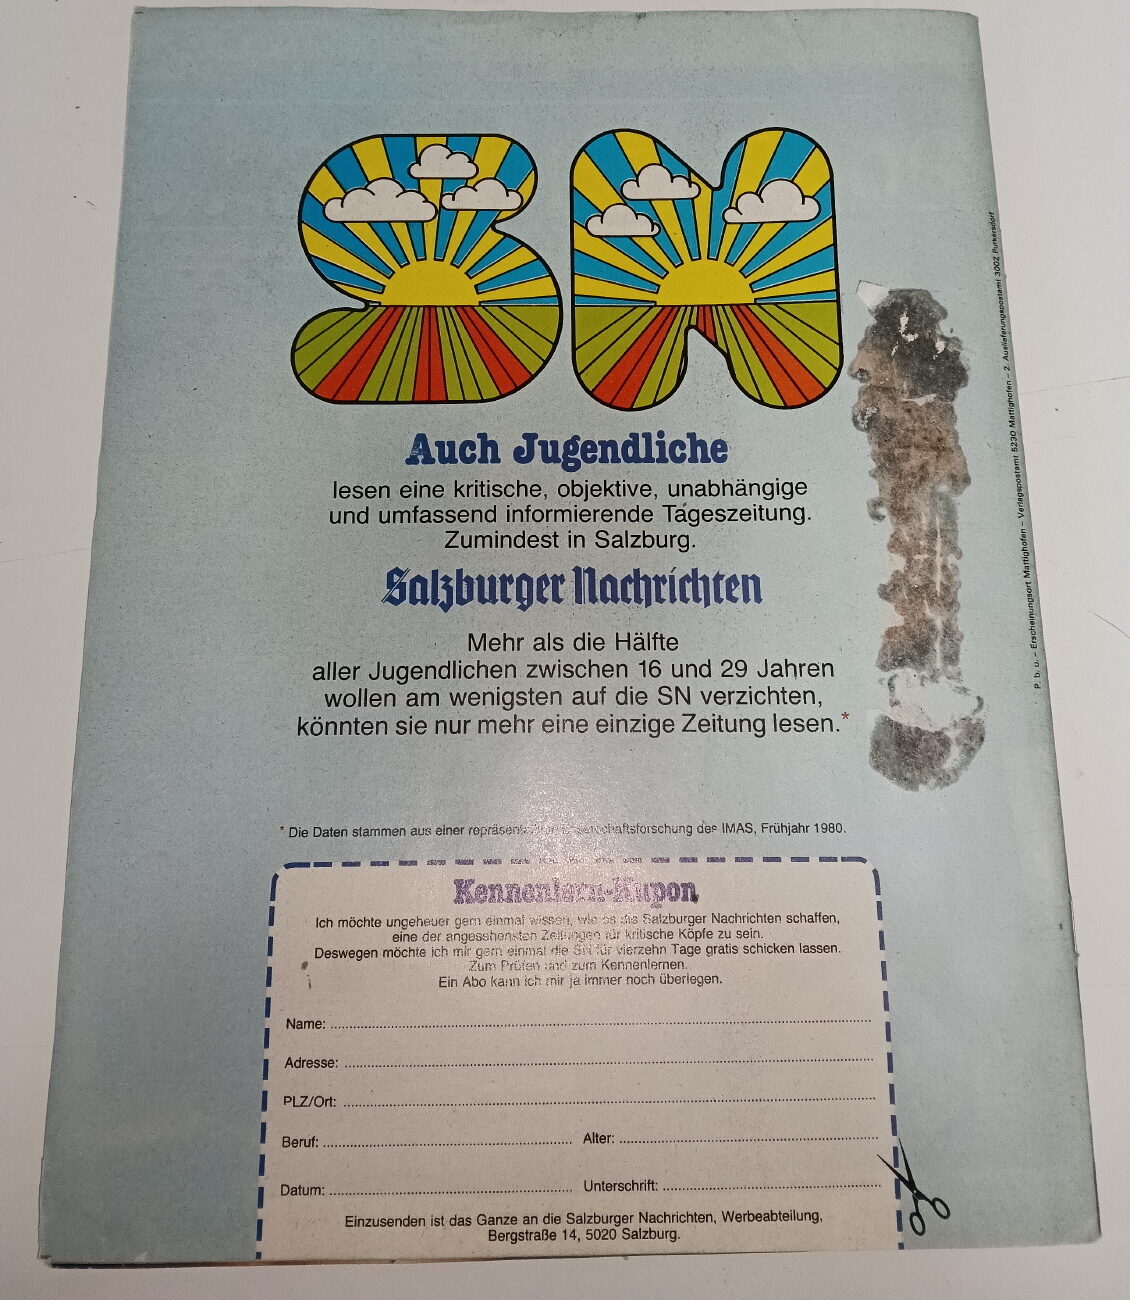 SN
Auch Jugendliche
lesen eine kritische, objektive, unabhängige
und umfassend informierende Tageszeitung.
Zumindest in Salzburg.
Salzburger Nachrichten
Mehr als die Hälfte
aller Jugendlichen zwischen 16 und 29 Jahren
wollen am wenigsten auf die SN verzichten,
könnten sie nur mehr eine einzige Zeitung lesen.*
* Die Daten stammen aus einer des IMAS, Frühjahr 1980.
Kennenlern-Kupon
Ich möchte ungeheuer gern einmal wissen, wie es die Salzburger Nachrichten schaffen,
eine der angesehensten Zeitungen für kritische Köpfe zu sein.
Deswegen möchte ich mir gern einmal die SN für vierzehn Tage gratis schicken lassen.
Zum Prüfen und zum Kennenlernen.
Ein Abo kann ich mir ja immer noch überlegen.
Name:
Adresse:
PLZ/Ort:
Beruf: Alter:
Datum: Unterschrift:
Einzusenden ist das Ganze an die Salzburger Nachrichten, Werbeabteilung,
Bergstraße 14, 5020 Salzburg.
P. b. b. – Erscheinungsort Mattighofen – Verlagspostamt 5230 Mattighofen – 2. Auslieferungspostamt 3002 Purkersdorf